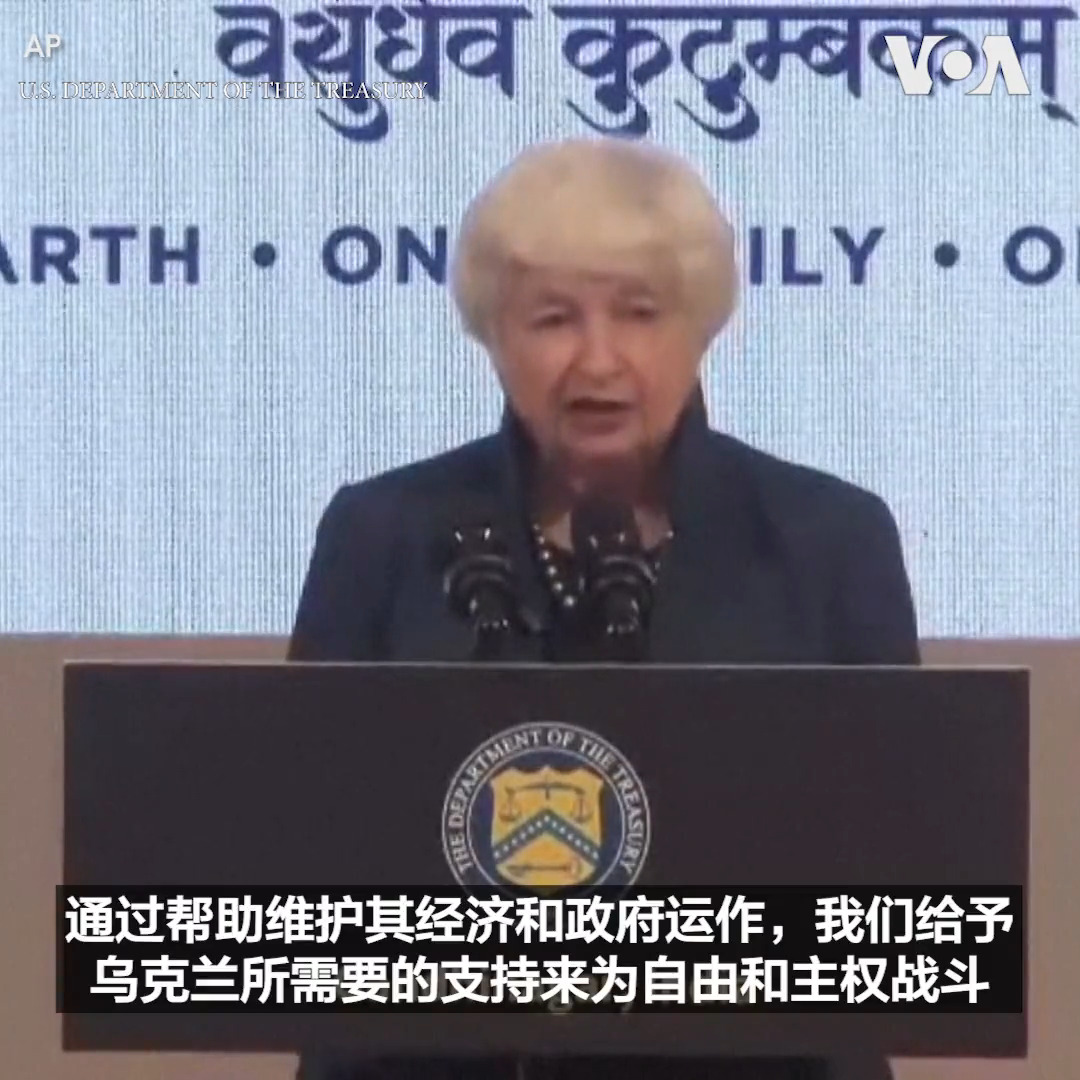 वसुधैव कुटुम्बकम्
AP
VOA
U.S. DEPARTMENT OF THE TREASURY
ARTH • ON ILY • O
THE DEPARTMENT OF THE TREASURY
通过帮助维护其经济和政府运作，我们给予
乌克兰所需要的支持来为自由和主权战斗